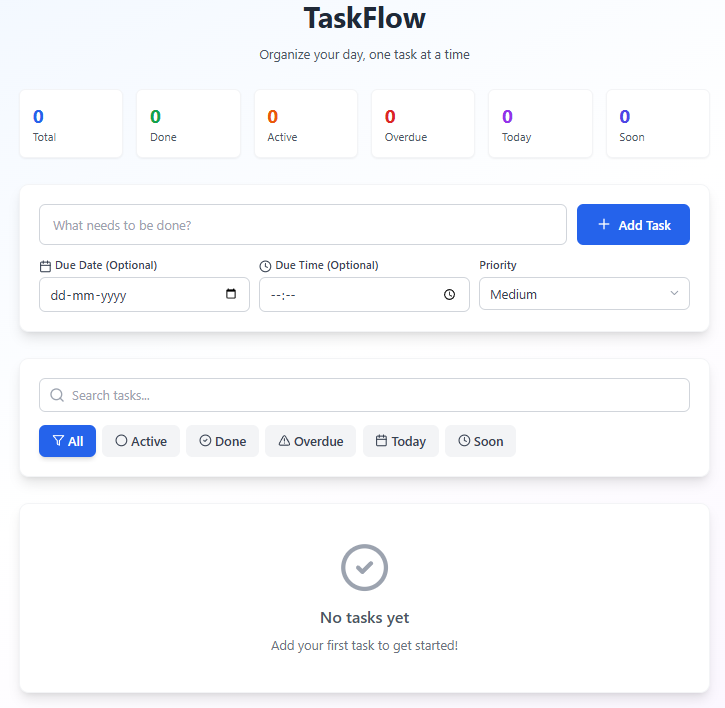 TaskFlow
Organize your day, one task at a time
0 0 0 0 0 0
Total Done Active Overdue Today Soon
What needs to be done? Add Task
Due Date (Optional) Due Time (Optional) Priority
dd-mm-yyyy --:-- Medium
Search tasks...
All Active Done Overdue Today Soon
No tasks yet
Add your first task to get started!